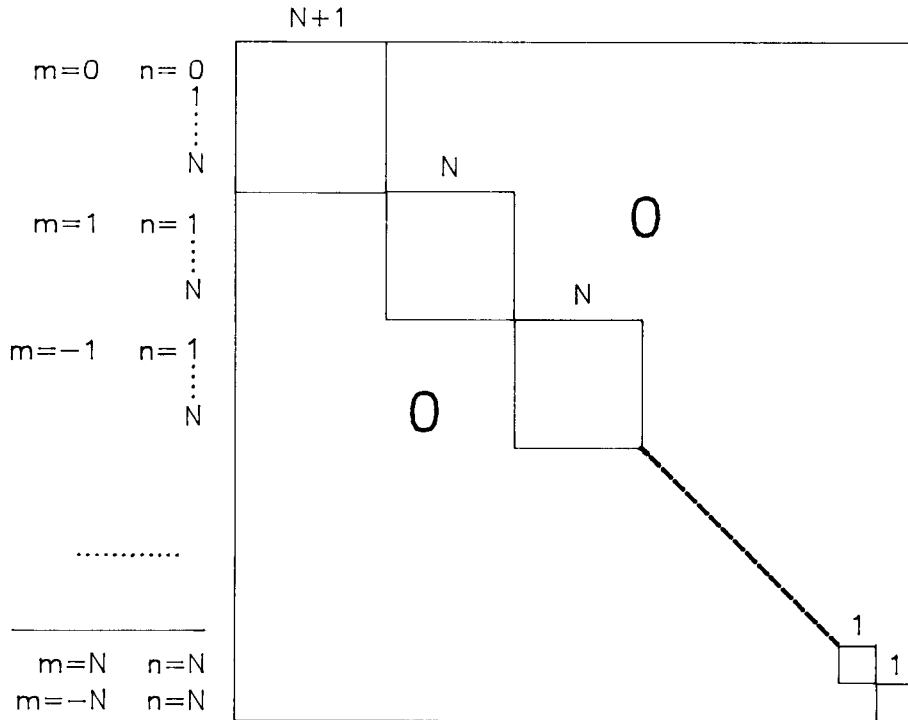 N+1
m=0 n=0
1
N
N
m=1 n=1
0
N
N
m=-1 n=1
0
N
...........
1
m=N n=N 1
m=-N n=N